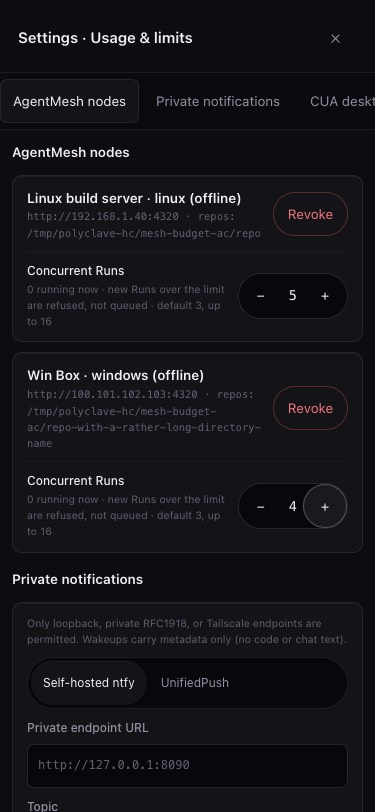 Settings · Usage & limits
×
AgentMesh nodes
Private notifications
CUA deskt
AgentMesh nodes
Linux build server · linux (offline)
http://192.168.1.40:4320 · repos:
/tmp/polyclave-hc/mesh-budget-ac/repo
Revoke
Concurrent Runs
0 running now · new Runs over the limit
are refused, not queued · default 3, up
to 16
− 5 +
Win Box · windows (offline)
http://100.101.102.103:4320 · repos:
/tmp/polyclave-hc/mesh-budget-
ac/repo-with-a-rather-long-directory-
name
Revoke
Concurrent Runs
0 running now · new Runs over the limit
are refused, not queued · default 3, up
to 16
− 4 +
Private notifications
Only loopback, private RFC1918, or Tailscale endpoints are
permitted. Wakeups carry metadata only (no code or chat text).
Self-hosted ntfy
UnifiedPush
Private endpoint URL
http://127.0.0.1:8090
Topic